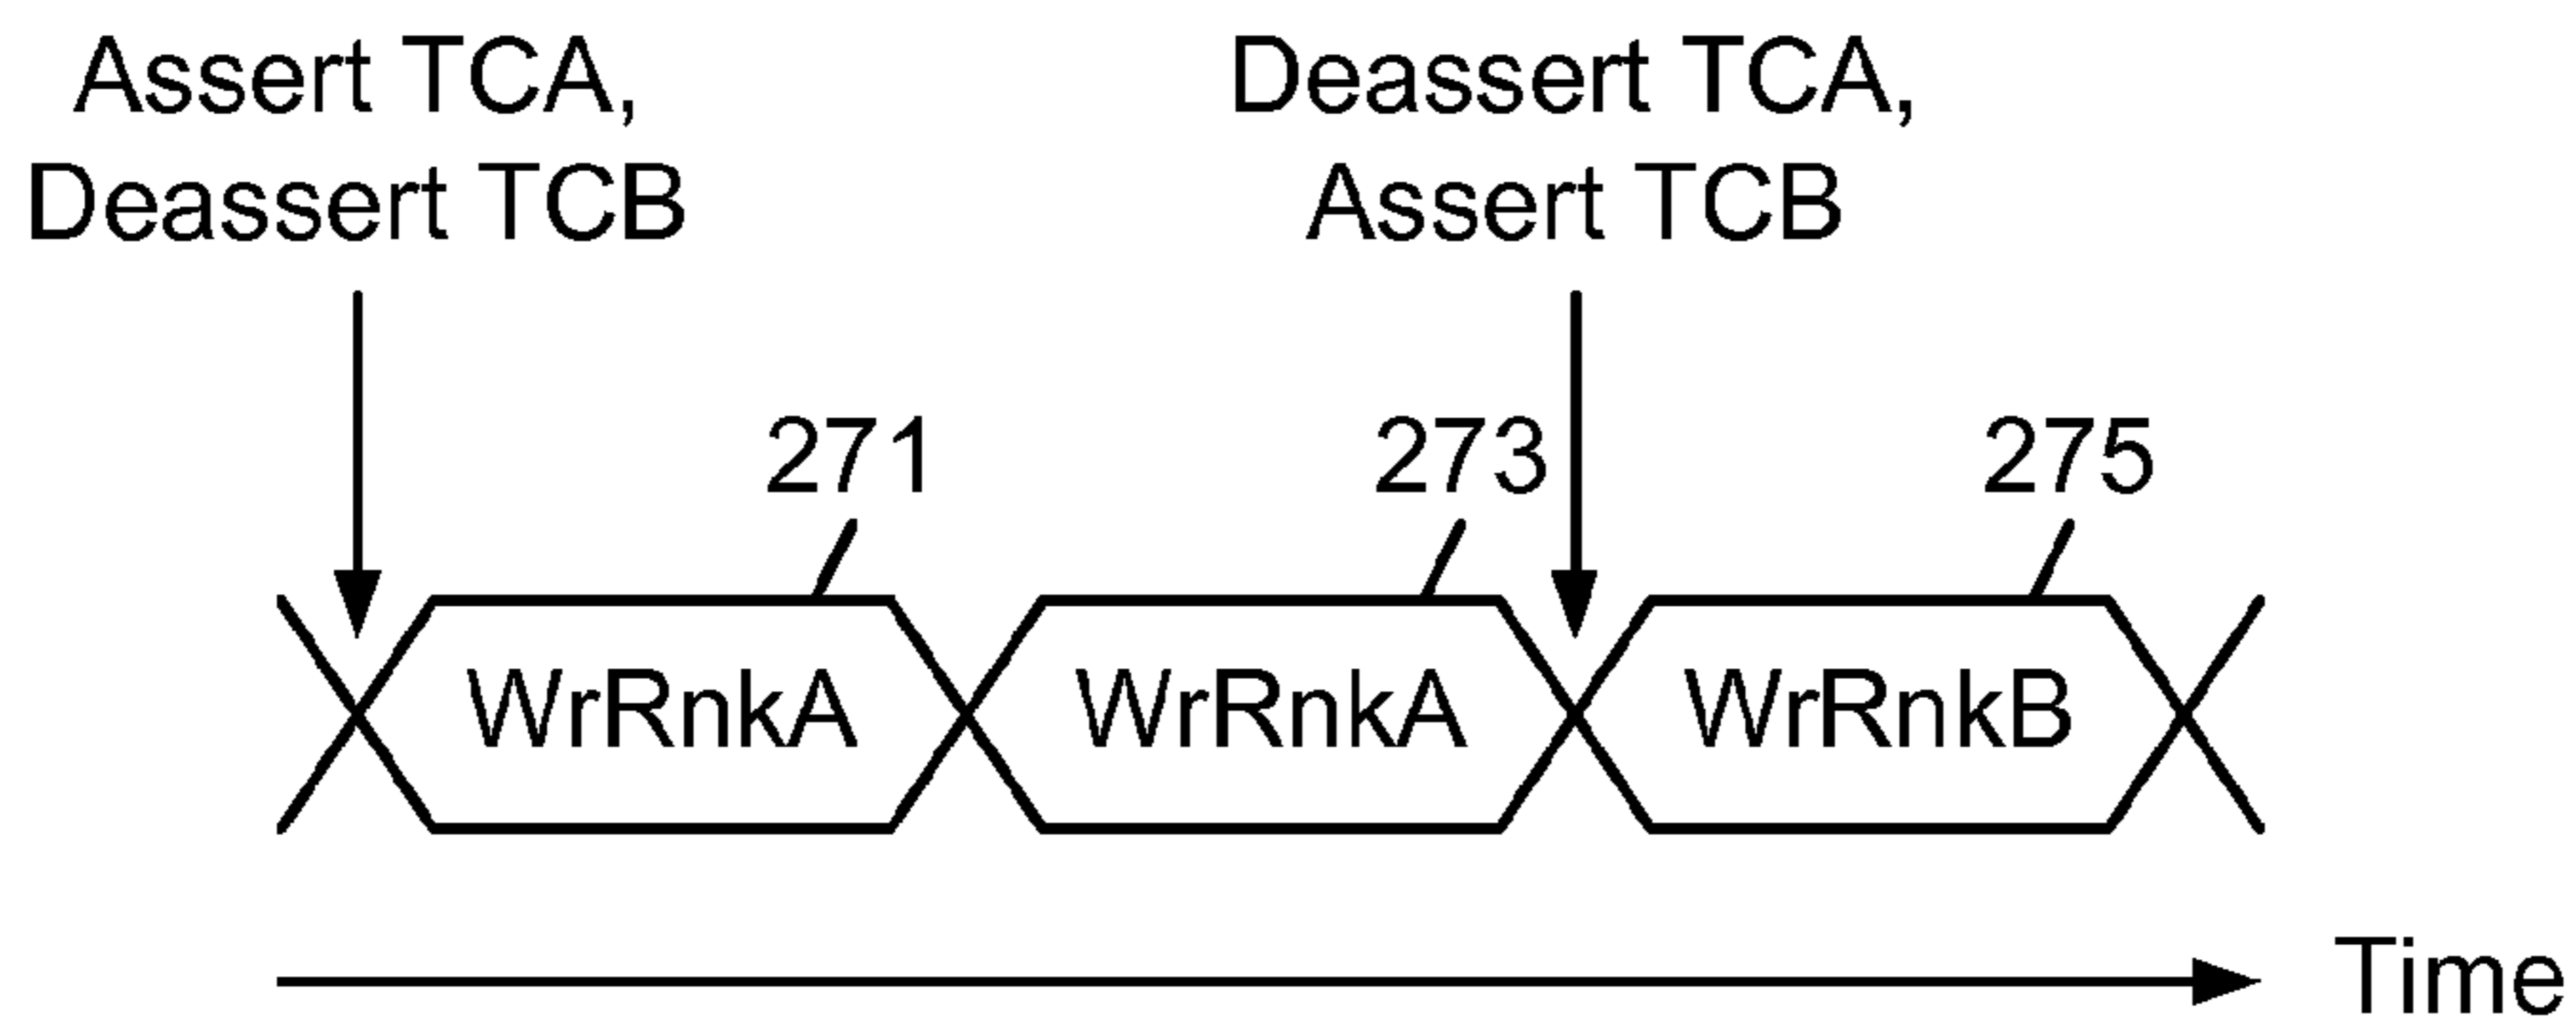 Assert TCA,
Deassert TCB
Deassert TCA,
Assert TCB
271
273
275
WrRnkA
WrRnkA
WrRnkB
Time